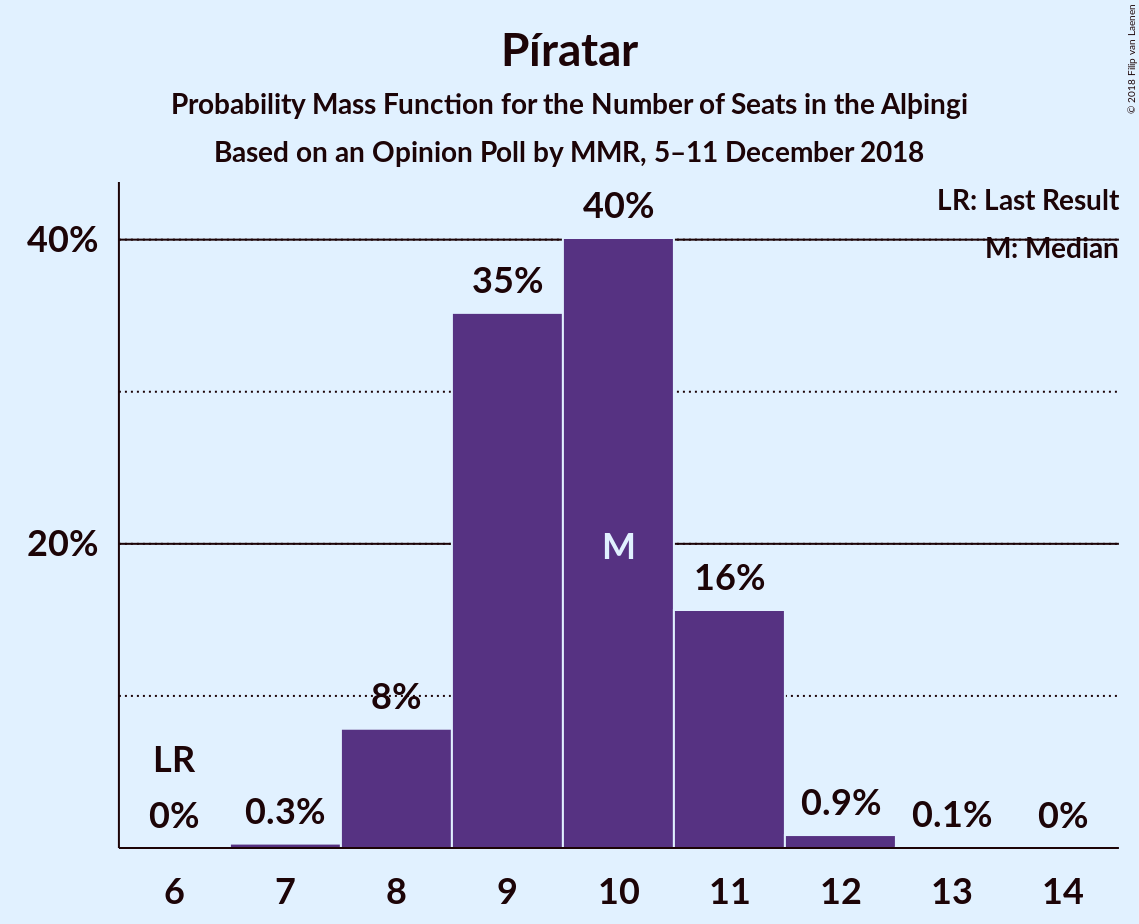 Píratar
Probability Mass Function for the Number of Seats in the Alþingi
Based on an Opinion Poll by MMR, 5–11 December 2018
© 2018 Filip van Laenen
LR: Last Result
M: Median
40%
20%
LR
0%
0.3%
8%
35%
40%
M
16%
0.9%
0.1%
0%
6 7 8 9 10 11 12 13 14